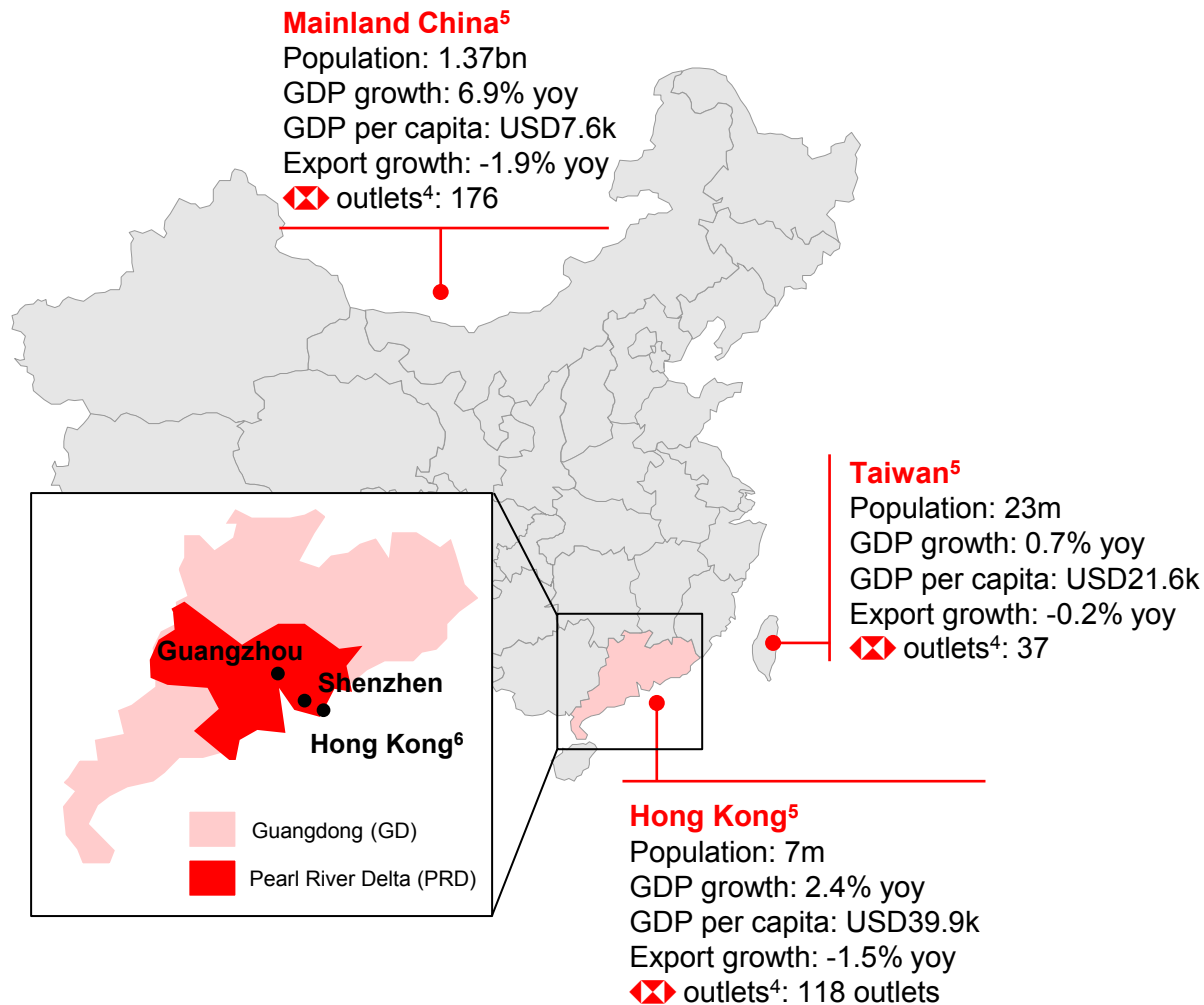 Mainland China⁵
Population: 1.37bn
GDP growth: 6.9% yoy
GDP per capita: USD7.6k
Export growth: -1.9% yoy
outlets⁴: 176
Taiwan⁵
Population: 23m
GDP growth: 0.7% yoy
GDP per capita: USD21.6k
Export growth: -0.2% yoy
outlets⁴: 37
Guangzhou
Shenzhen
Hong Kong⁶
Guangdong (GD)
Pearl River Delta (PRD)
Hong Kong⁵
Population: 7m
GDP growth: 2.4% yoy
GDP per capita: USD39.9k
Export growth: -1.5% yoy
outlets⁴: 118 outlets